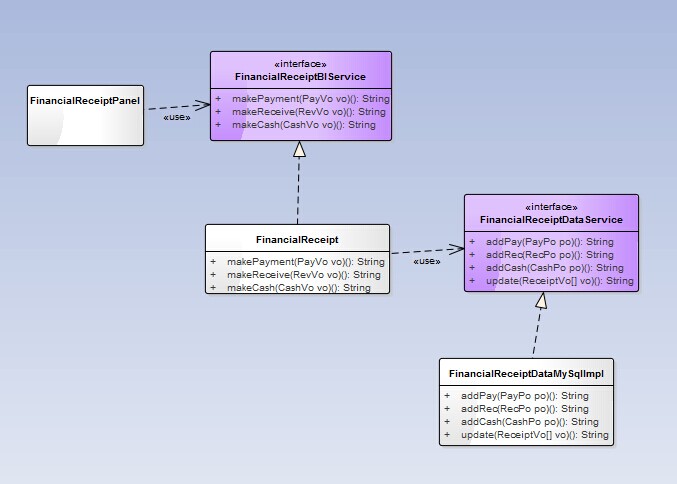 «interface»
FinancialReceiptBlService
+ makePayment(PayVo vo)(): String
+ makeReceive(RevVo vo)(): String
+ makeCash(CashVo vo)(): String
FinancialReceiptPanel
«use»
FinancialReceipt
+ makePayment(PayVo vo)(): String
+ makeReceive(RevVo vo)(): String
+ makeCash(CashVo vo)(): String
«use»
«interface»
FinancialReceiptDataService
+ addPay(PayPo po)(): String
+ addRec(RecPo po)(): String
+ addCash(CashPo po)(): String
+ update(ReceiptVo[] vo)(): String
FinancialReceiptDataMySqlImpl
+ addPay(PayPo po)(): String
+ addRec(RecPo po)(): String
+ addCash(CashPo po)(): String
+ update(ReceiptVo[] vo)(): String